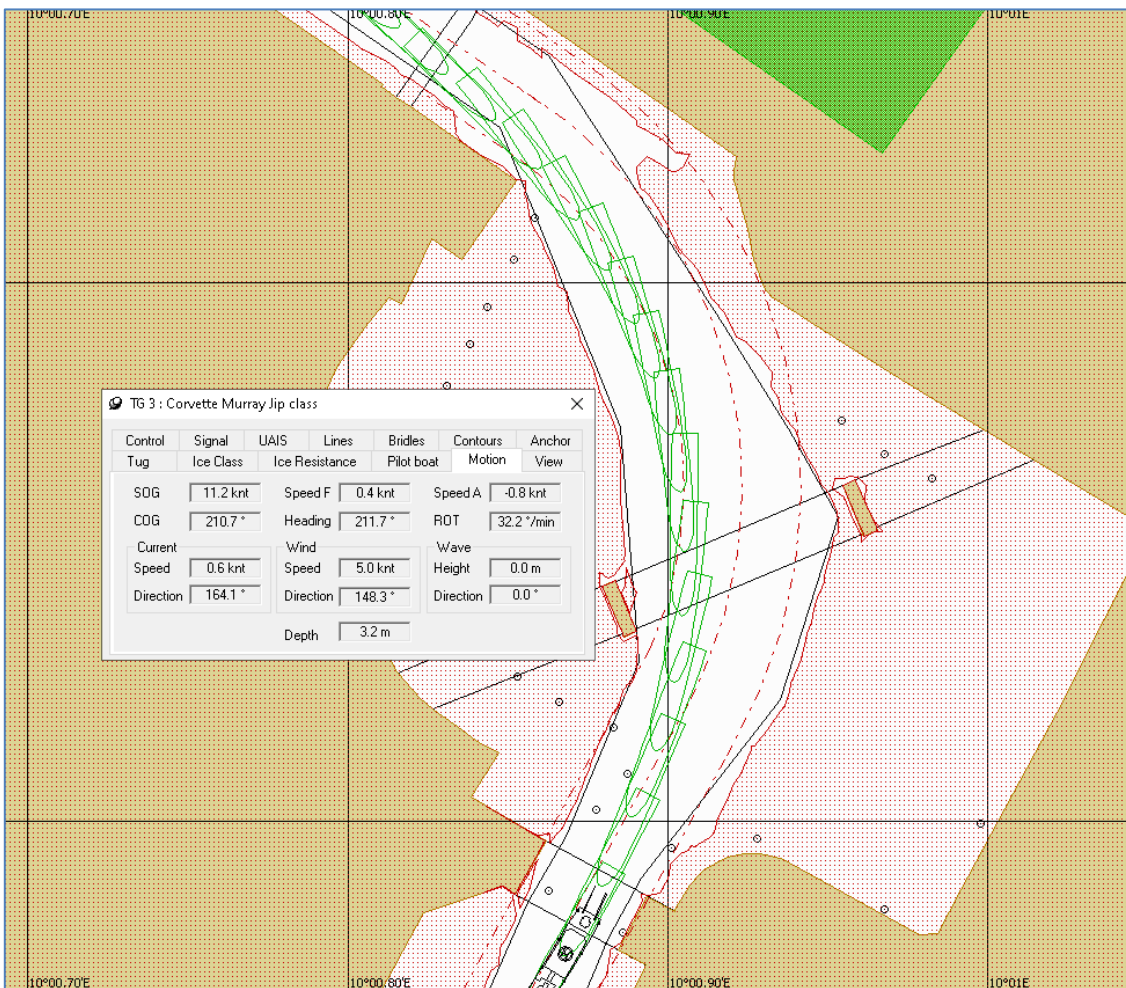 10°00.70'E 10°00.80'E 10°00.90'E 10°01'E
TG 3 : Corvette Murray Jip class
Control Signal UAIS Lines Bridles Contours Anchor
Tug Ice Class Ice Resistance Pilot boat Motion View
SOG 11.2 knt Speed F 0.4 knt Speed A -0.8 knt
COG 210.7 ° Heading 211.7 ° ROT 32.2 °/min
Current Wind Wave
Speed 0.6 knt Speed 5.0 knt Height 0.0 m
Direction 164.1 ° Direction 148.3 ° Direction 0.0 °
Depth 3.2 m
10°00.70'E 10°00.80'E 10°00.90'E 10°01'E